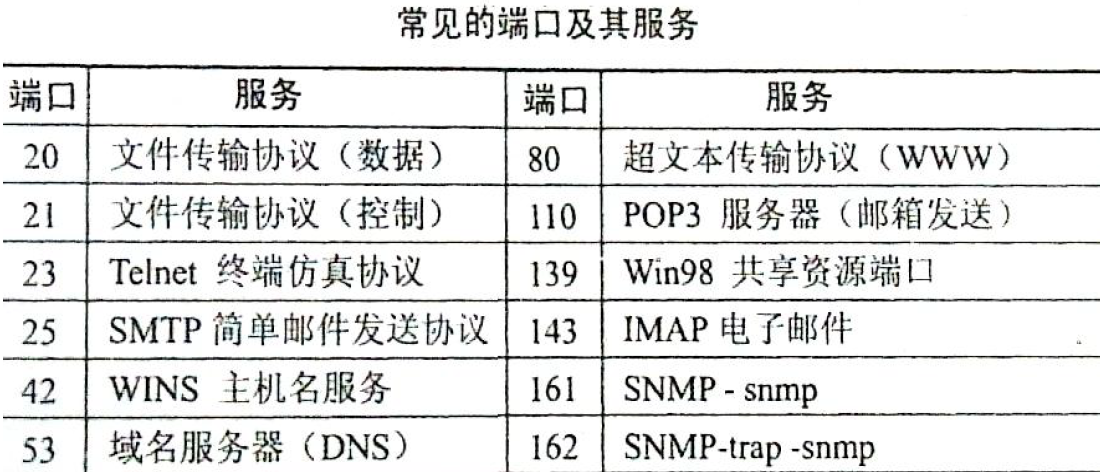 常见的端口及其服务
端口 服务 端口 服务
20 文件传输协议（数据） 80 超文本传输协议（WWW）
21 文件传输协议（控制） 110 POP3 服务器（邮箱发送）
23 Telnet 终端仿真协议 139 Win98 共享资源端口
25 SMTP 简单邮件发送协议 143 IMAP 电子邮件
42 WINS 主机名服务 161 SNMP - snmp
53 域名服务器（DNS） 162 SNMP-trap -snmp